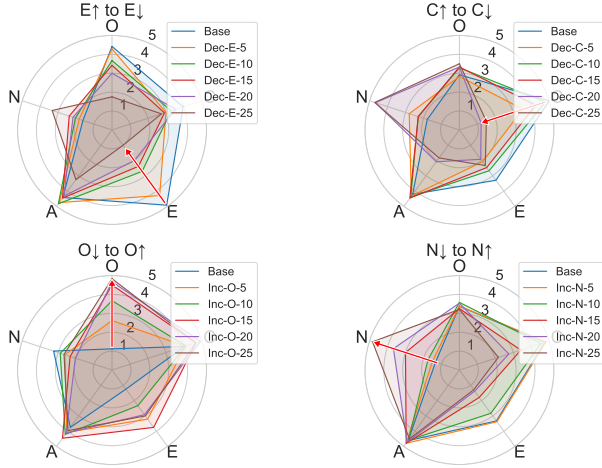 E↑ to E↓
O
5
4
3
2
1
N
A
E
Base
Dec-E-5
Dec-E-10
Dec-E-15
Dec-E-20
Dec-E-25
C↑ to C↓
O
5
4
3
2
1
N
A
E
Base
Dec-C-5
Dec-C-10
Dec-C-15
Dec-C-20
Dec-C-25
O↓ to O↑
O
5
4
3
2
1
N
A
E
Base
Inc-O-5
Inc-O-10
Inc-O-15
Inc-O-20
Inc-O-25
N↓ to N↑
O
5
4
3
2
1
N
A
E
Base
Inc-N-5
Inc-N-10
Inc-N-15
Inc-N-20
Inc-N-25